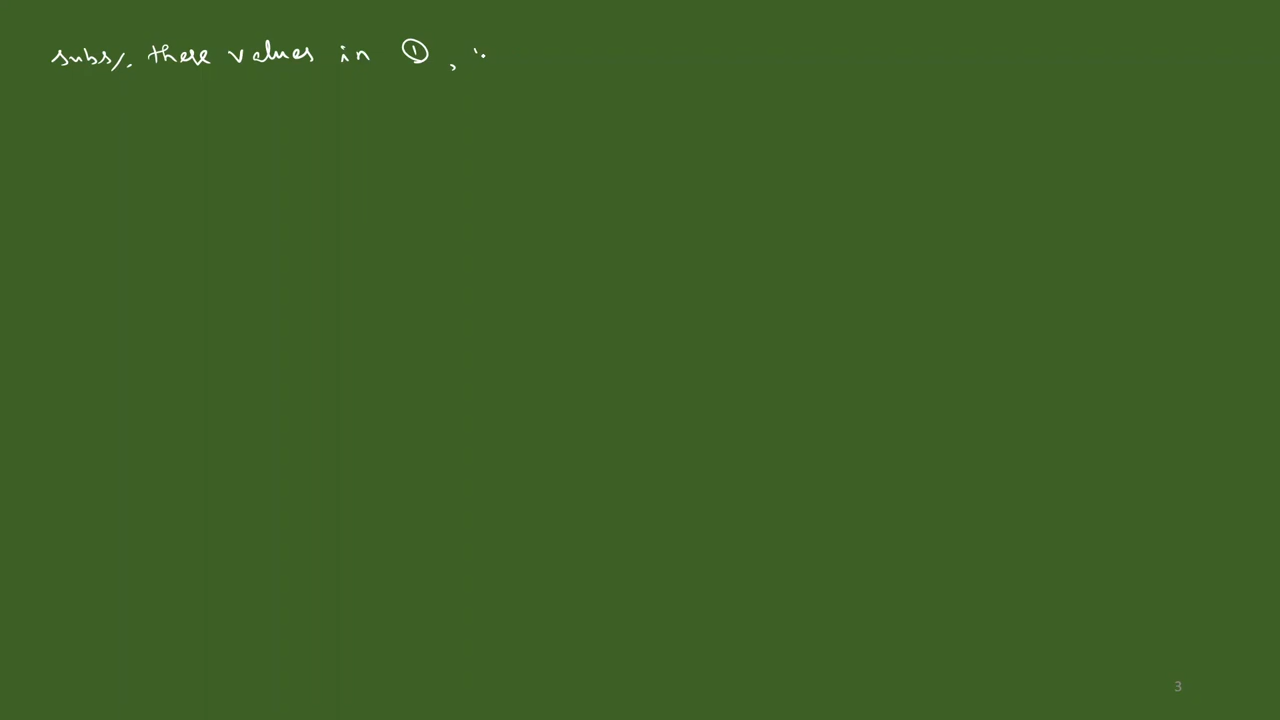 subs/. these values in ① ,
3